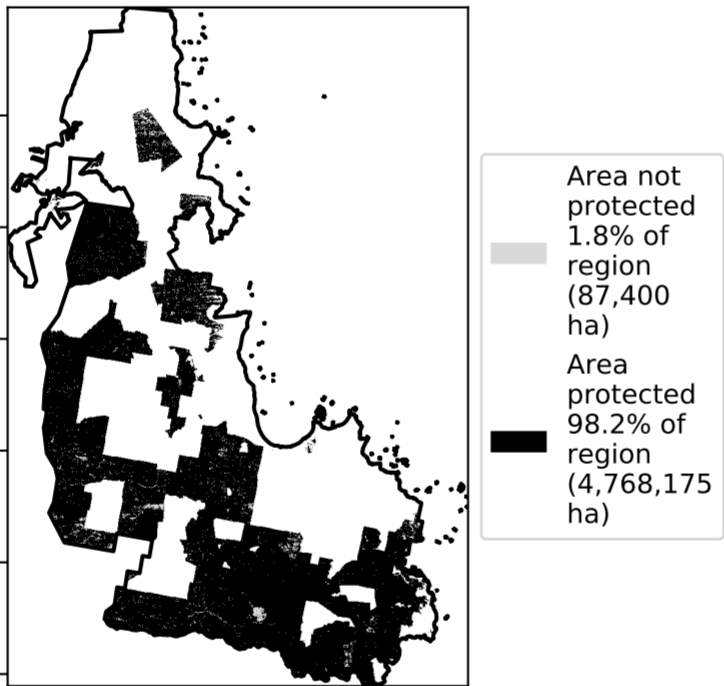 Area not
protected
1.8% of
region
(87,400
ha)
Area
protected
98.2% of
region
(4,768,175
ha)